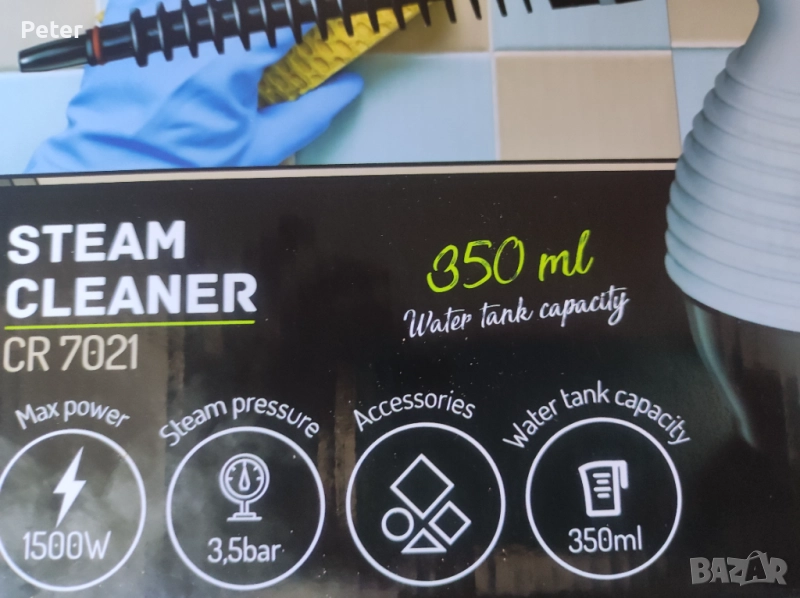 Peter
STEAM
CLEANER
CR 7021
350 ml
Water tank capacity
Max power
1500W
Steam pressure
3,5bar
Accessories
Water tank capacity
350ml
BAZAR